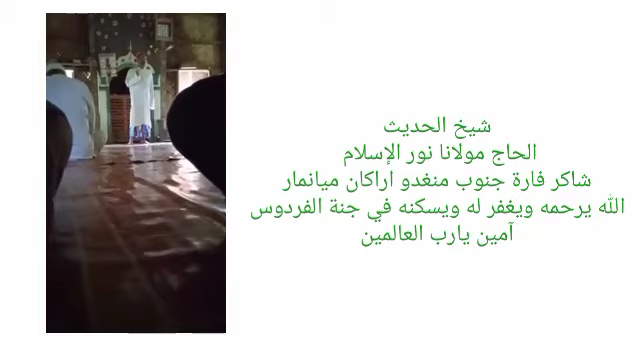 شيخ الحديث
الحاج مولانا نور الإسلام
شاكر فارة جنوب منغدو اراكان ميانمار
الله يرحمه ويغفر له ويسكنه في جنة الفردوس
آمين يارب العالمين